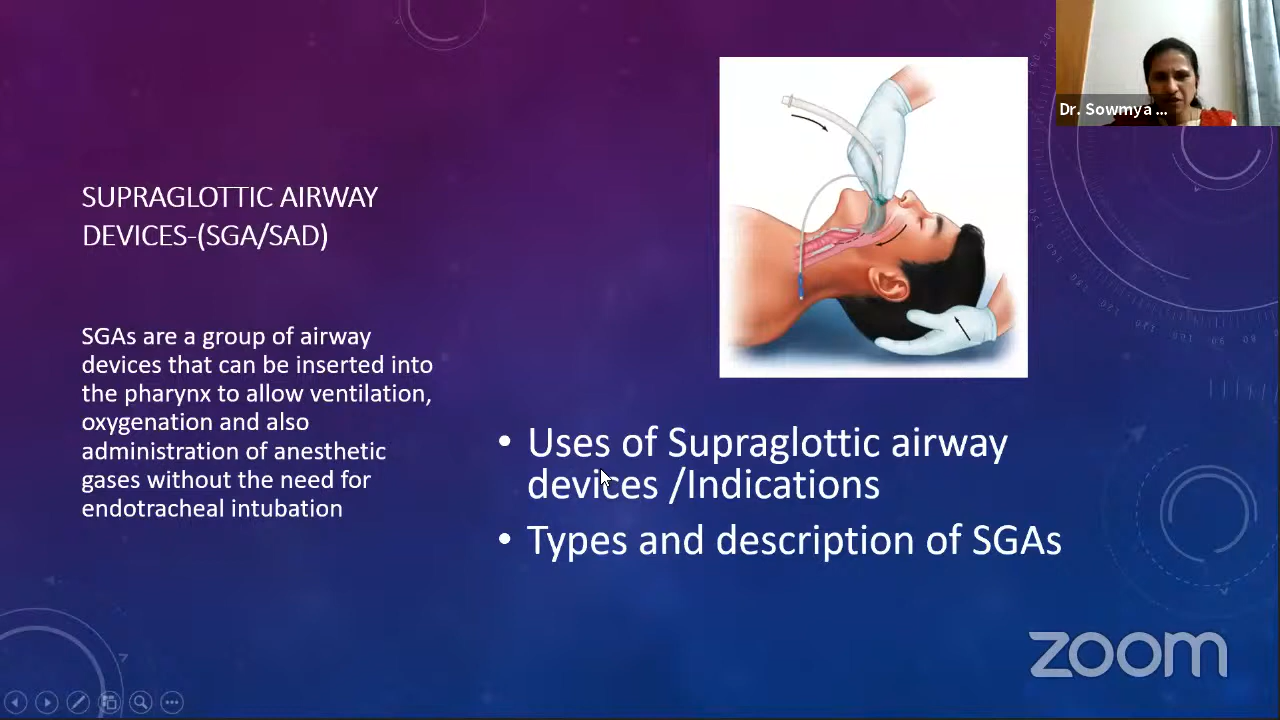 SUPRAGLOTTIC AIRWAY
DEVICES-(SGA/SAD)
SGAs are a group of airway
devices that can be inserted into
the pharynx to allow ventilation,
oxygenation and also
administration of anesthetic
gases without the need for
endotracheal intubation
• Uses of Supraglottic airway
devices /Indications
• Types and description of SGAs
Dr. Sowmya ...
zoom